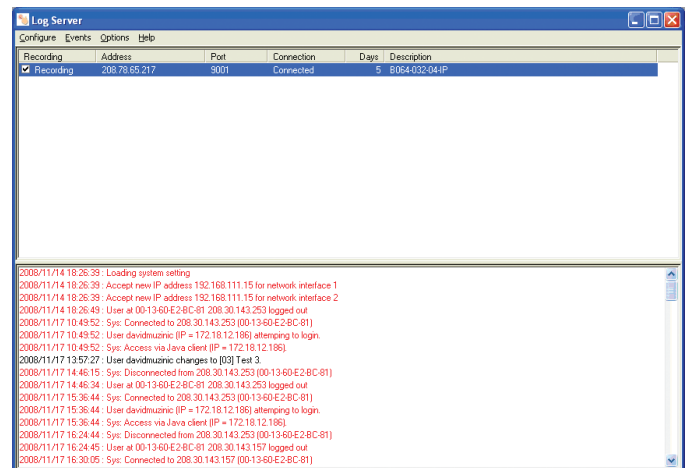 Log Server
Configure Events Options Help
Recording Address Port Connection Days Description
Recording 208.78.65.217 9001 Connected 5 B064-032-04-IP
2008/11/14 18:26:39 : Loading system setting
2008/11/14 18:26:39 : Accept new IP address 192.168.111.15 for network interface 1
2008/11/14 18:26:39 : Accept new IP address 192.168.111.15 for network interface 2
2008/11/14 18:26:49 : User at 00-13-60-E2-BC-81 208.30.143.253 logged out
2008/11/17 10:49:52 : Sys: Connected to 208.30.143.253 (00-13-60-E2-BC-81)
2008/11/17 10:49:52 : User davidmuzinic (IP = 172.18.12.186) attemping to login.
2008/11/17 10:49:52 : Sys: Access via Java client (IP = 172.18.12.186).
2008/11/17 13:57:27 : User davidmuzinic changes to [03] Test 3.
2008/11/17 14:46:15 : Sys: Disconnected from 208.30.143.253 (00-13-60-E2-BC-81)
2008/11/17 14:46:34 : User at 00-13-60-E2-BC-81 208.30.143.253 logged out
2008/11/17 15:36:44 : Sys: Connected to 208.30.143.253 (00-13-60-E2-BC-81)
2008/11/17 15:36:44 : User davidmuzinic (IP = 172.18.12.186) attemping to login.
2008/11/17 15:36:44 : Sys: Access via Java client (IP = 172.18.12.186).
2008/11/17 16:24:44 : Sys: Disconnected from 208.30.143.253 (00-13-60-E2-BC-81)
2008/11/17 16:24:45 : User at 00-13-60-E2-BC-81 208.30.143.157 logged out
2008/11/17 16:30:05 : Sys: Connected to 208.30.143.157 (00-13-60-E2-BC-81)